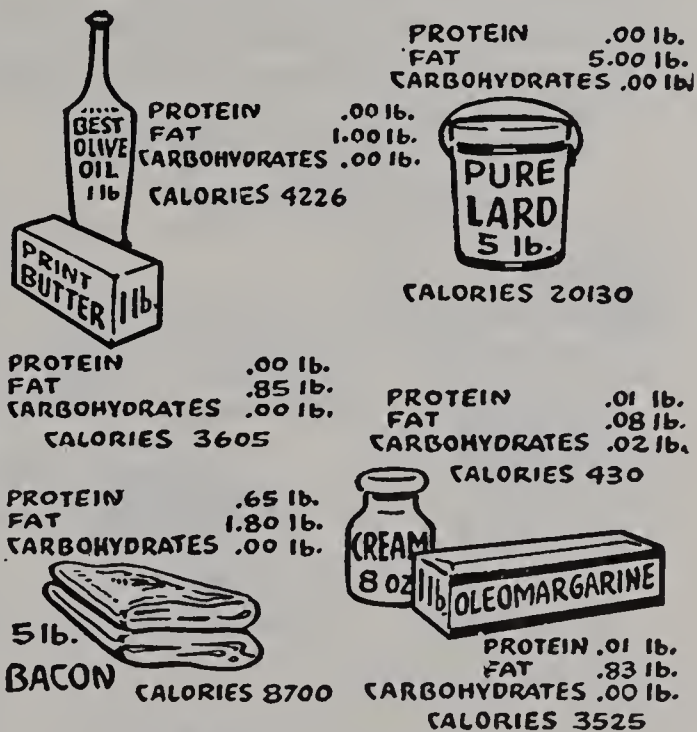 BEST
OLIVE
OIL
1 lb
PROTEIN .00 lb.
FAT 1.00 lb.
CARBOHYDRATES .00 lb.
CALORIES 4226
PROTEIN .00 lb.
FAT 5.00 lb.
CARBOHYDRATES .00 lb
PURE
LARD
5 lb.
CALORIES 20130
PRINT
BUTTER 1 lb.
PROTEIN .00 lb.
FAT .85 lb.
CARBOHYDRATES .00 lb.
CALORIES 3605
PROTEIN .01 lb.
FAT .08 lb.
CARBOHYDRATES .02 lb.
CALORIES 430
CREAM
8 OZ
PROTEIN .65 lb.
FAT 1.80 lb.
CARBOHYDRATES .00 lb.
5 lb.
BACON
CALORIES 8700
1 lb. OLEOMARGARINE
PROTEIN .01 lb.
FAT .83 lb.
CARBOHYDRATES .00 lb.
CALORIES 3525